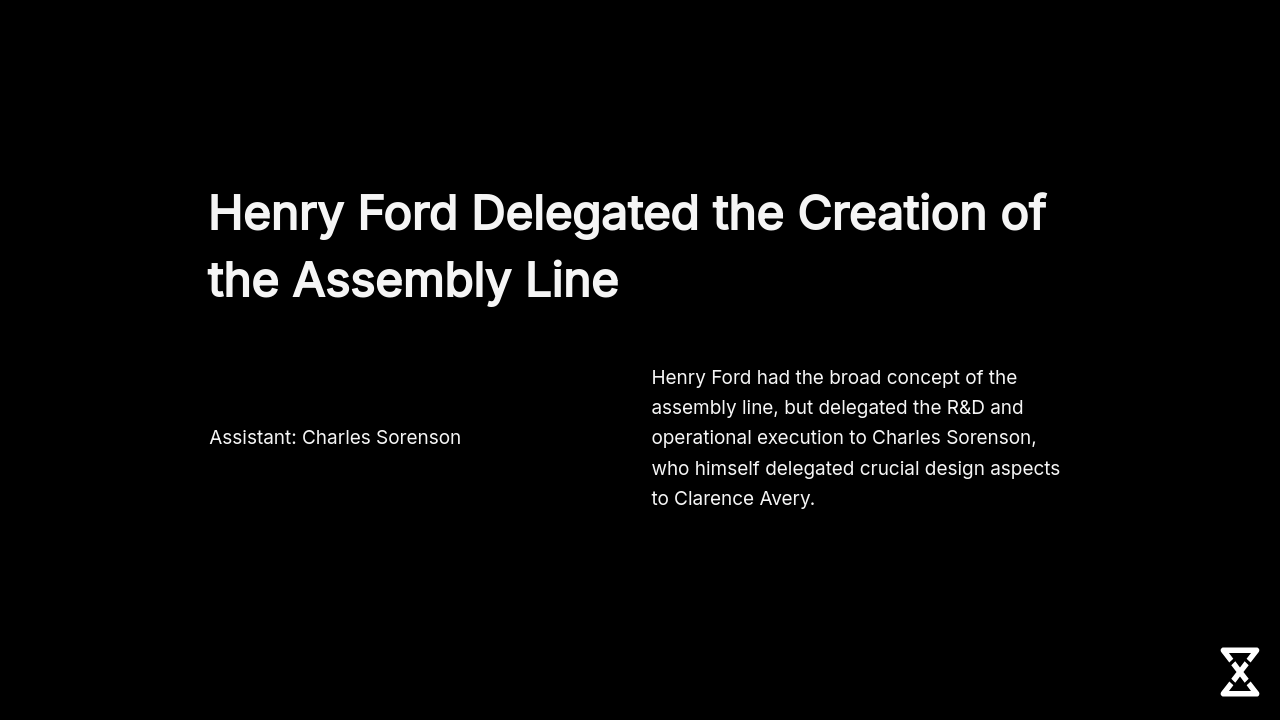 Henry Ford Delegated the Creation of
the Assembly Line
Assistant: Charles Sorenson
Henry Ford had the broad concept of the
assembly line, but delegated the R&D and
operational execution to Charles Sorenson,
who himself delegated crucial design aspects
to Clarence Avery.